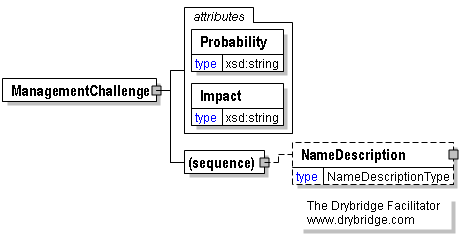 attributes
Probability
type xsd:string
ManagementChallenge
Impact
type xsd:string
(sequence)
NameDescription
type NameDescriptionType
The Drybridge Facilitator
www.drybridge.com